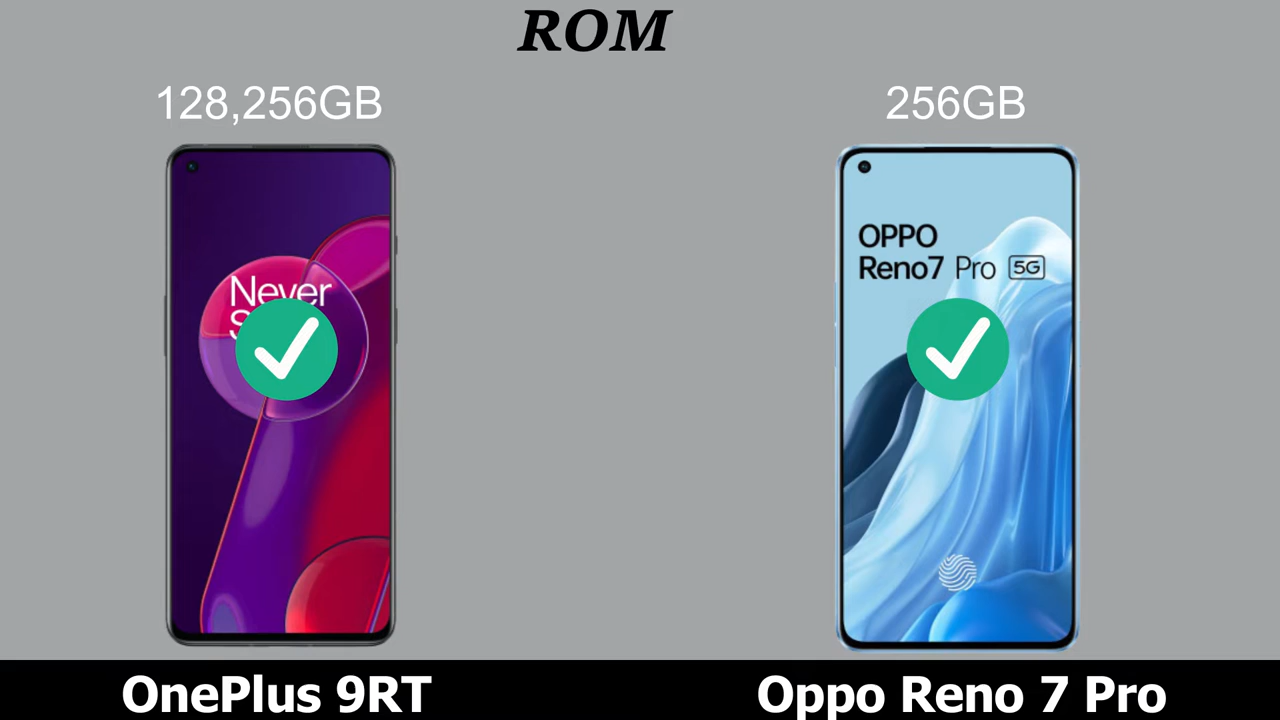 ROM
128,256GB
256GB
Never
OPPO
Reno7 Pro 5G
OnePlus 9RT
Oppo Reno 7 Pro